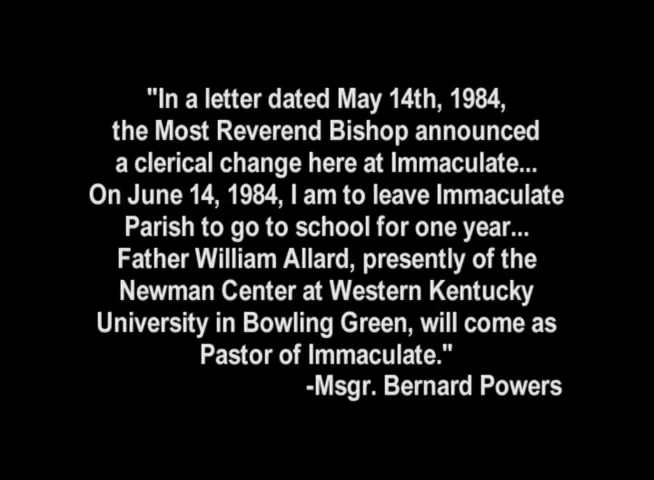 "In a letter dated May 14th, 1984,
the Most Reverend Bishop announced
a clerical change here at Immaculate...
On June 14, 1984, I am to leave Immaculate
Parish to go to school for one year...
Father William Allard, presently of the
Newman Center at Western Kentucky
University in Bowling Green, will come as
Pastor of Immaculate."
-Msgr. Bernard Powers